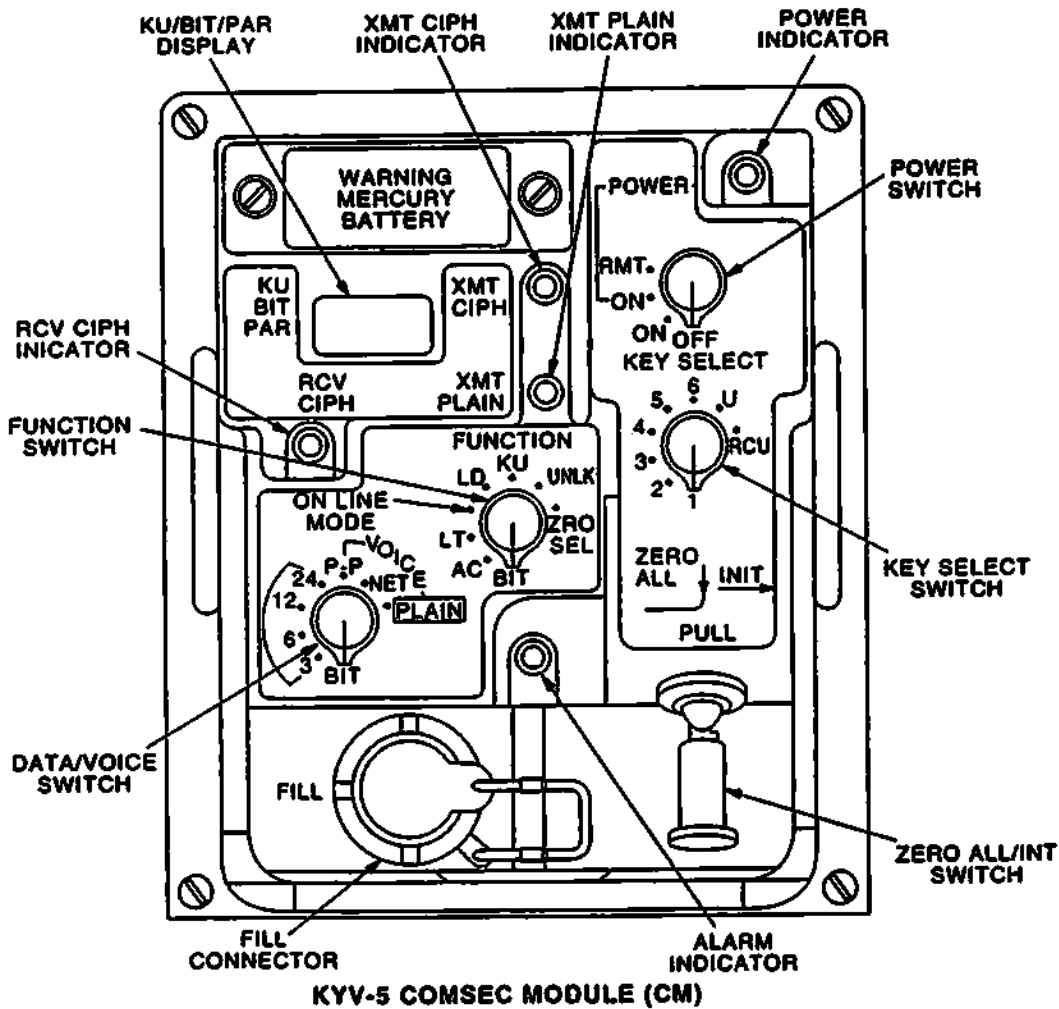 KU/BIT/PAR
DISPLAY
XMT CIPH
INDICATOR
XMT PLAIN
INDICATOR
POWER
INDICATOR
WARNING
MERCURY
BATTERY
POWER
POWER
SWITCH
RMT
ON
ON
OFF
KU
BIT
PAR
XMT
CIPH
RCV CIPH
INICATOR
RCV
CIPH
XMT
PLAIN
KEY SELECT
6
5
U
4
RCU
3
2
1
FUNCTION
SWITCH
FUNCTION
KU
LD
UNLK
ON LINE
MODE
LT
ZRO
SEL
AC
BIT
VOICE
P
P
24
NET
12
PLAIN
6
3
BIT
KEY SELECT
SWITCH
ZERO
ALL
INIT
PULL
DATA/VOICE
SWITCH
FILL
ZERO ALL/INT
SWITCH
FILL
CONNECTOR
ALARM
INDICATOR
KYV-5 COMSEC MODULE (CM)